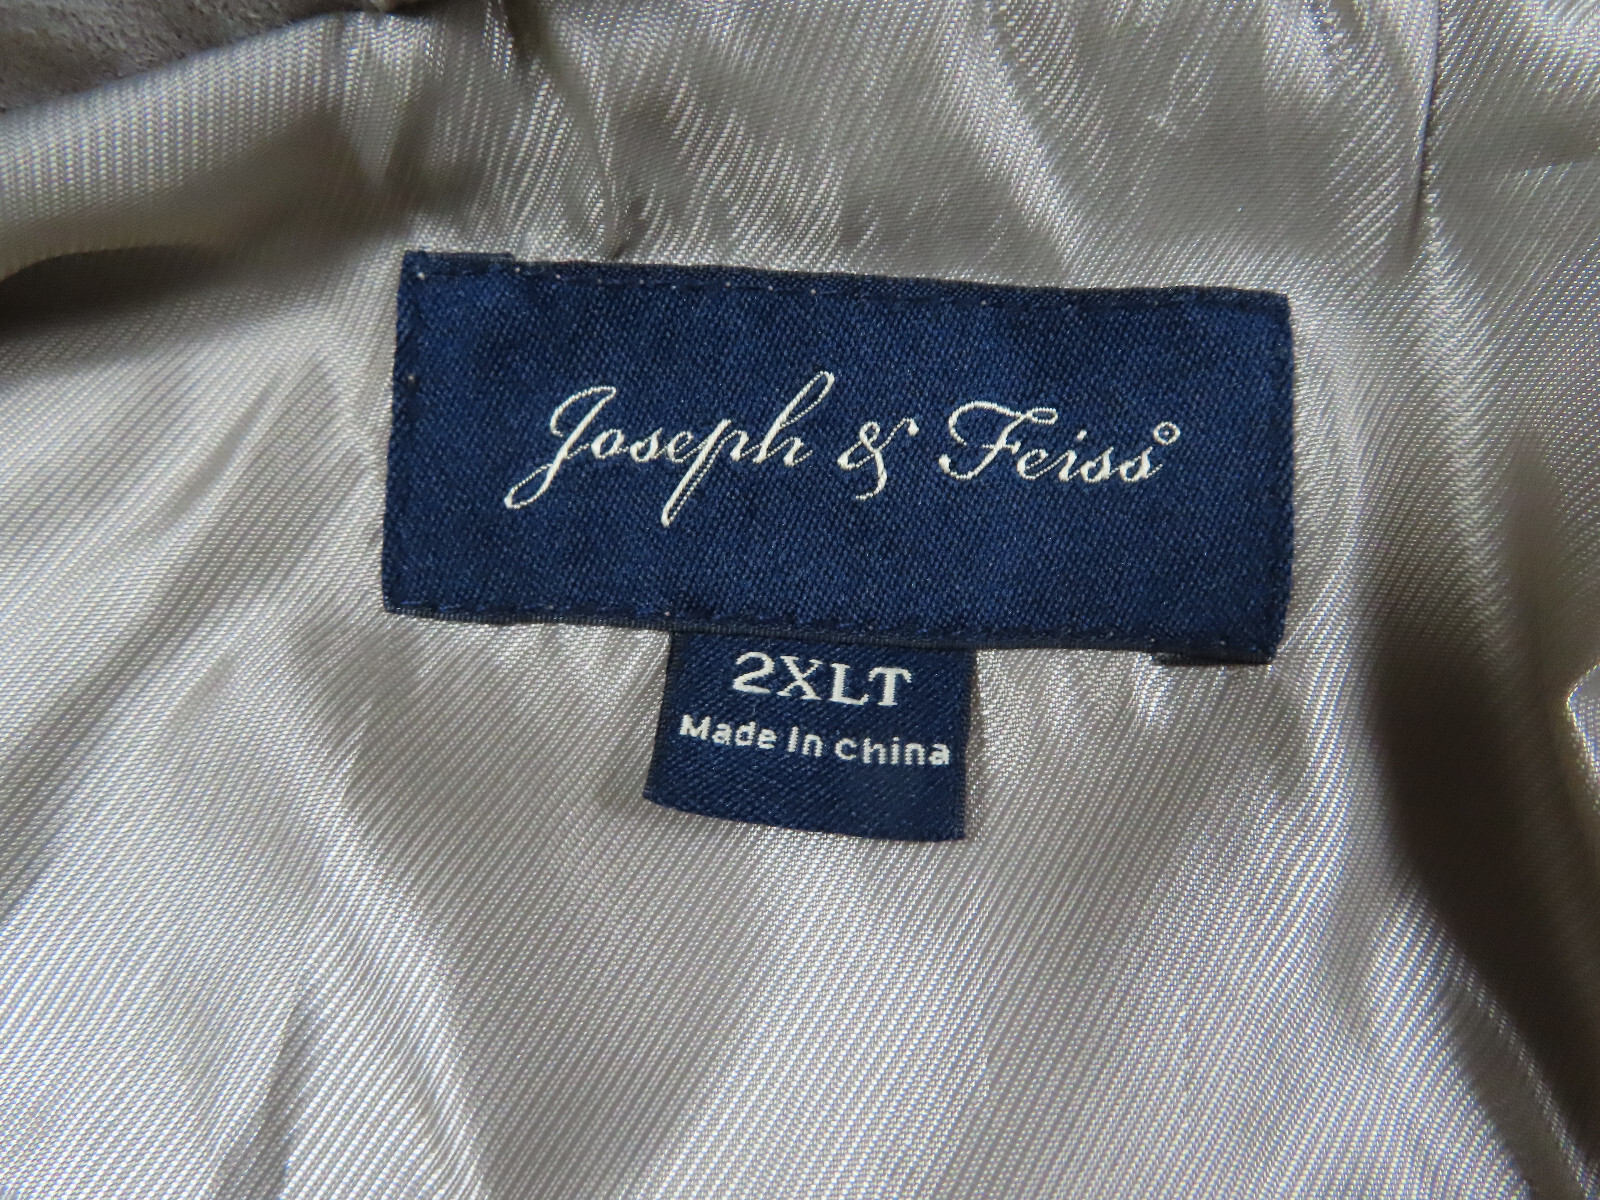 Joseph & Feiss®
2XLT
Made In China